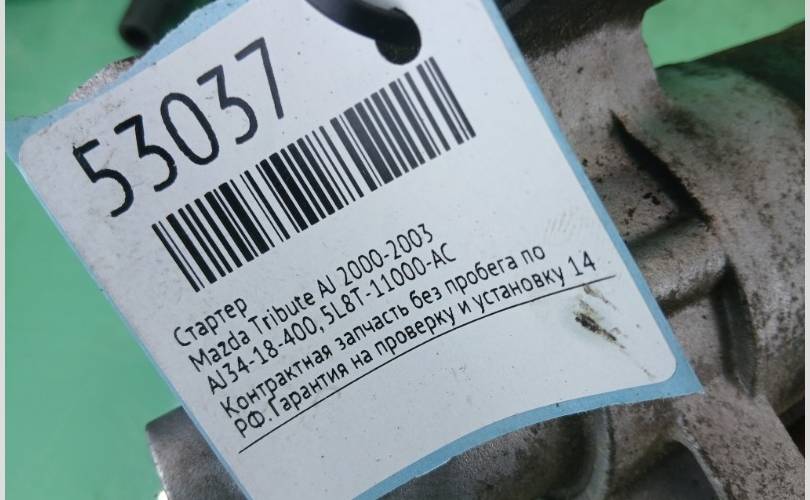 53037
Стартер
Mazda Tribute AJ 2000-2003
AJ34-18-400, 5L8T-11000-AC
Контрактная запчасть без пробега по
РФ. Гарантия на проверку и установку 14